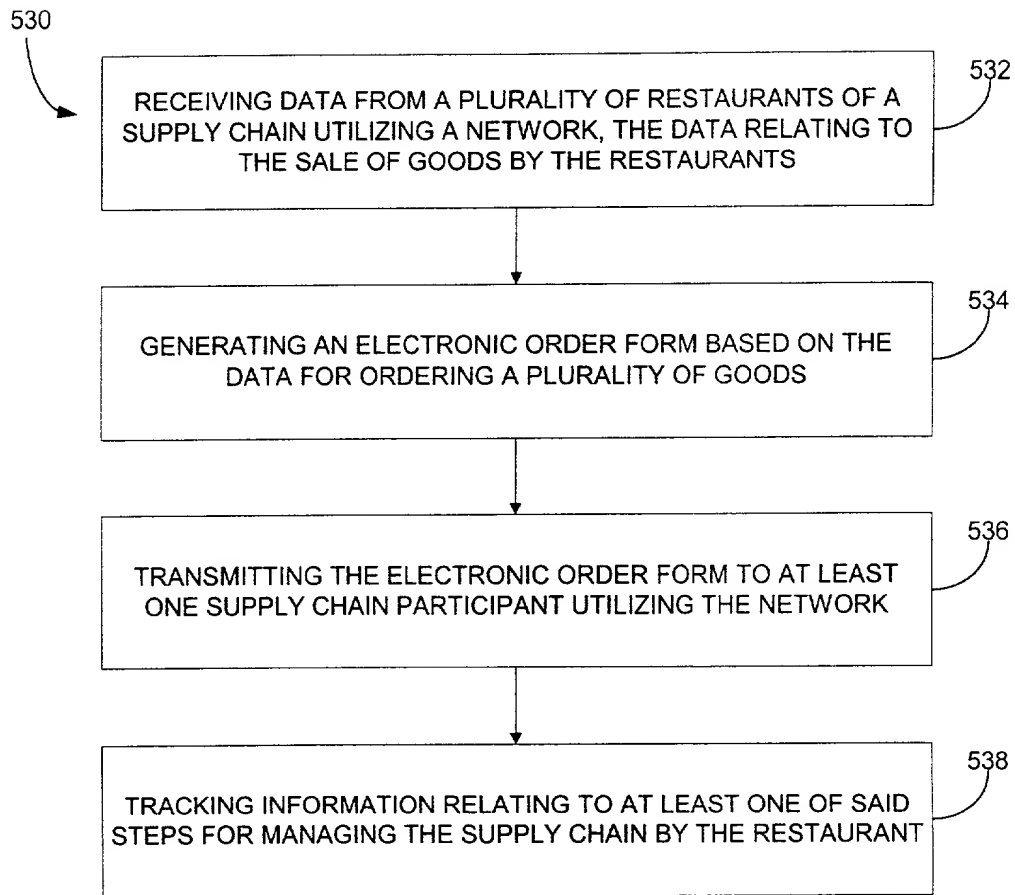 530
532
RECEIVING DATA FROM A PLURALITY OF RESTAURANTS OF A
SUPPLY CHAIN UTILIZING A NETWORK, THE DATA RELATING TO
THE SALE OF GOODS BY THE RESTAURANTS
534
GENERATING AN ELECTRONIC ORDER FORM BASED ON THE
DATA FOR ORDERING A PLURALITY OF GOODS
536
TRANSMITTING THE ELECTRONIC ORDER FORM TO AT LEAST
ONE SUPPLY CHAIN PARTICIPANT UTILIZING THE NETWORK
538
TRACKING INFORMATION RELATING TO AT LEAST ONE OF SAID
STEPS FOR MANAGING THE SUPPLY CHAIN BY THE RESTAURANT